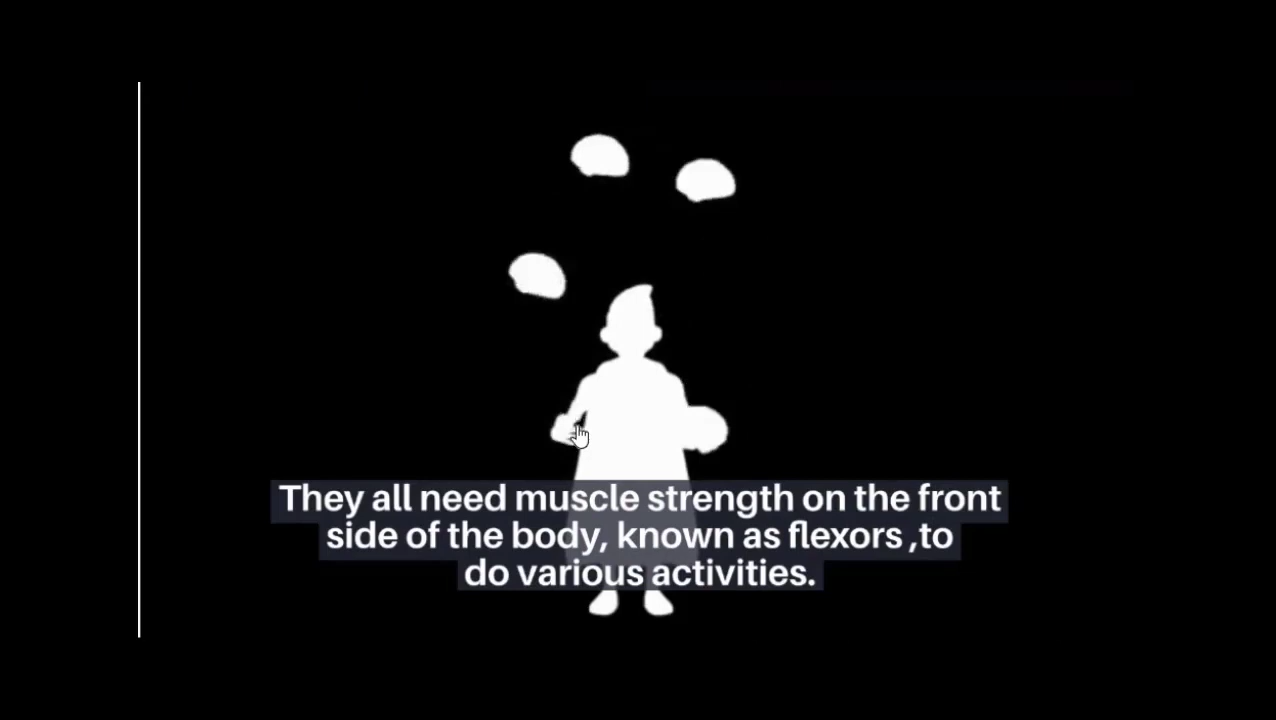 They all need muscle strength on the front
side of the body, known as flexors ,to
do various activities.